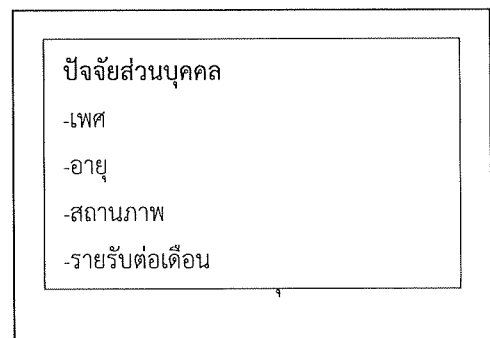 ปัจจัยส่วนบุคคล
-เพศ
-อายุ
-สถานภาพ
-รายรับต่อเดือน